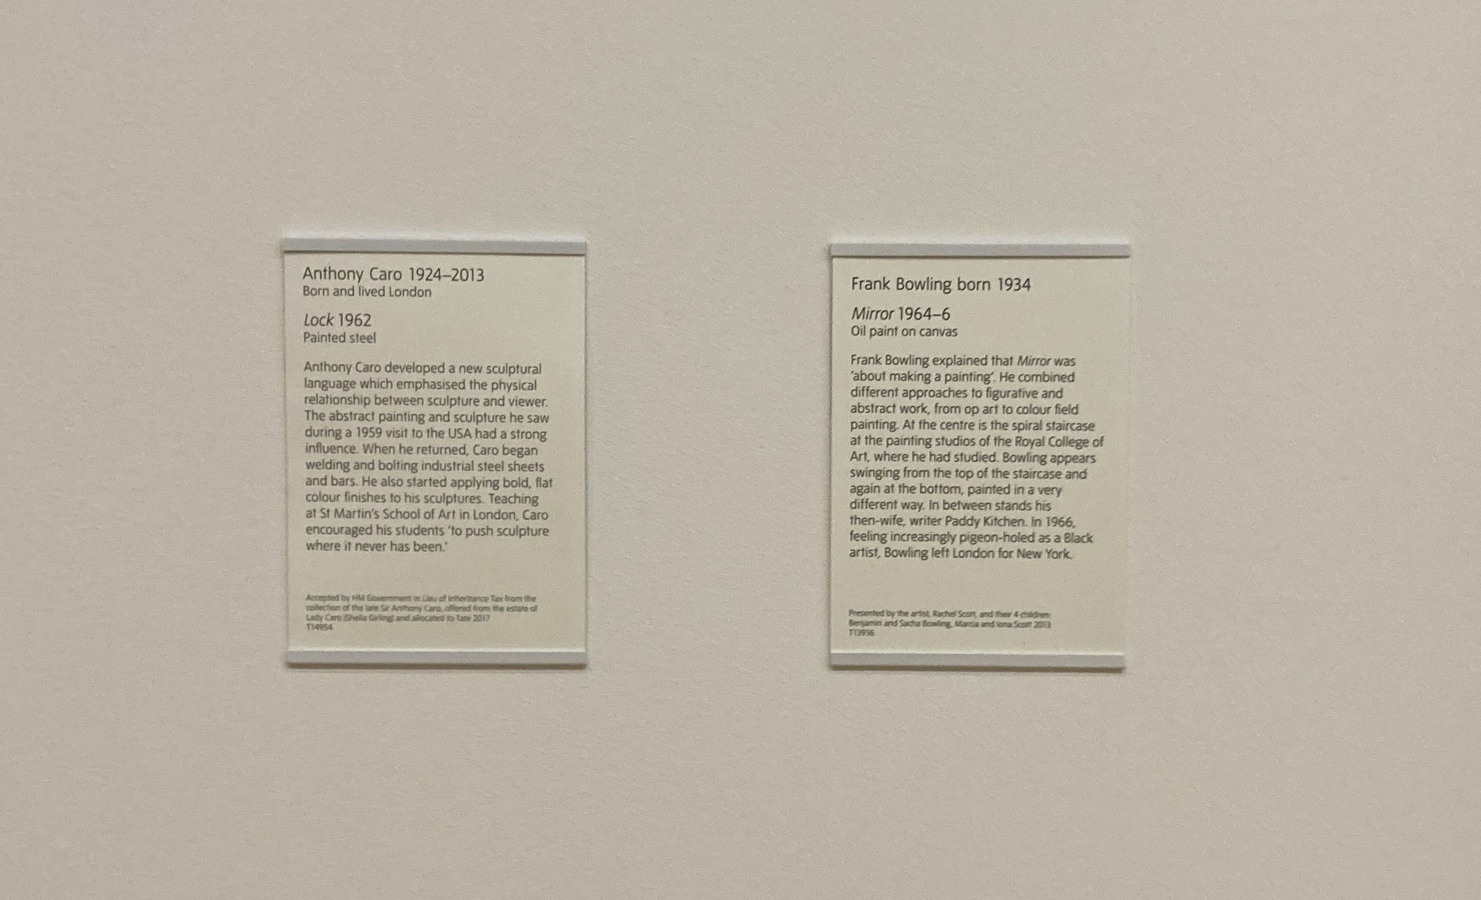 Anthony Caro 1924–2013
Born and lived London
Lock 1962
Painted steel
Anthony Caro developed a new sculptural
language which emphasised the physical
relationship between sculpture and viewer.
The abstract painting and sculpture he saw
during a 1959 visit to the USA had a strong
influence. When he returned, Caro began
welding and bolting industrial steel sheets
and bars. He also started applying bold, flat
colour finishes to his sculptures. Teaching
at St Martin's School of Art in London, Caro
encouraged his students 'to push sculpture
where it never has been.'
Accepted by HM Government in Lieu of Inheritance Tax from the
collection of the late Sir Anthony Caro, offered from the estate of
Lady Caro (Sheila Girling) and allocated to Tate 2017
T14954
Frank Bowling born 1934
Mirror 1964–6
Oil paint on canvas
Frank Bowling explained that Mirror was
'about making a painting'. He combined
different approaches to figurative and
abstract work, from op art to colour field
painting. At the centre is the spiral staircase
at the painting studios of the Royal College of
Art, where he had studied. Bowling appears
swinging from the top of the staircase and
again at the bottom, painted in a very
different way. In between stands his
then-wife, writer Paddy Kitchen. In 1966,
feeling increasingly pigeon-holed as a Black
artist, Bowling left London for New York.
Presented by the artist, Rachel Scott, and their 4 children:
Benjamin and Sacha Bowling, Marcia and Iona Scott 2013
T13936